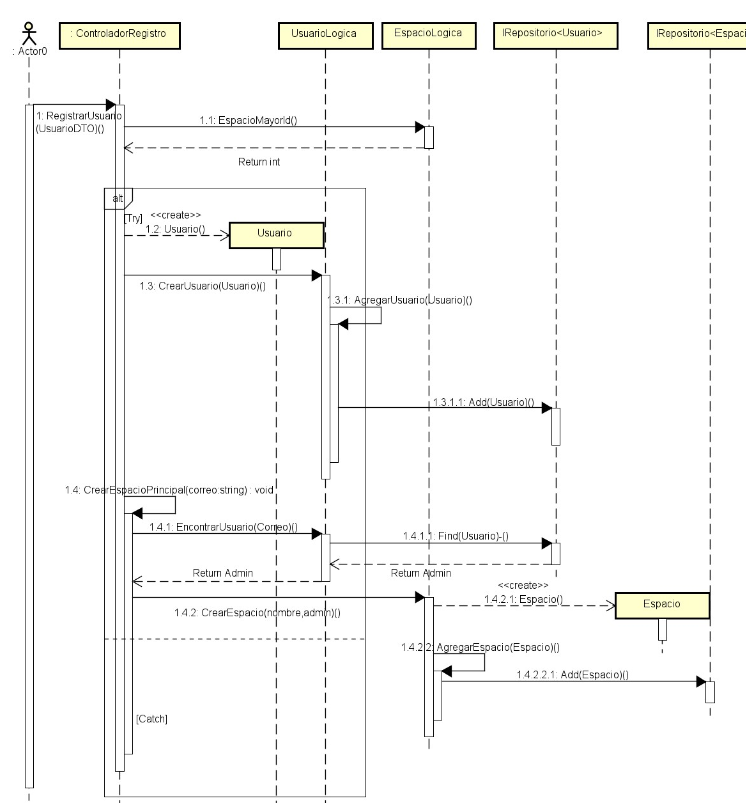 : Actor0
: ControladorRegistro
UsuarioLogica
EspacioLogica
IRepositorio<Usuario>
IRepositorio<Espaci
1: RegistrarUsuario
(UsuarioDTO)()
1.1: EspacioMayorId()
Return int
alt
[Try]
<<create>>
1.2: Usuario()
Usuario
1.3: CrearUsuario(Usuario)()
1.3.1: AgregarUsuario(Usuario)()
1.3.1.1: Add(Usuario)()
1.4: CrearEspacioPrincipal(correo:string) : void
1.4.1: EncontrarUsuario(Correo)()
1.4.1.1: Find(Usuario)-()
Return Admin
Return Admin
<<create>>
1.4.2.1: Espacio()
Espacio
1.4.2: CrearEspacio(nombre,admin)()
1.4.2.2: AgregarEspacio(Espacio)()
1.4.2.2.1: Add(Espacio)()
[Catch]